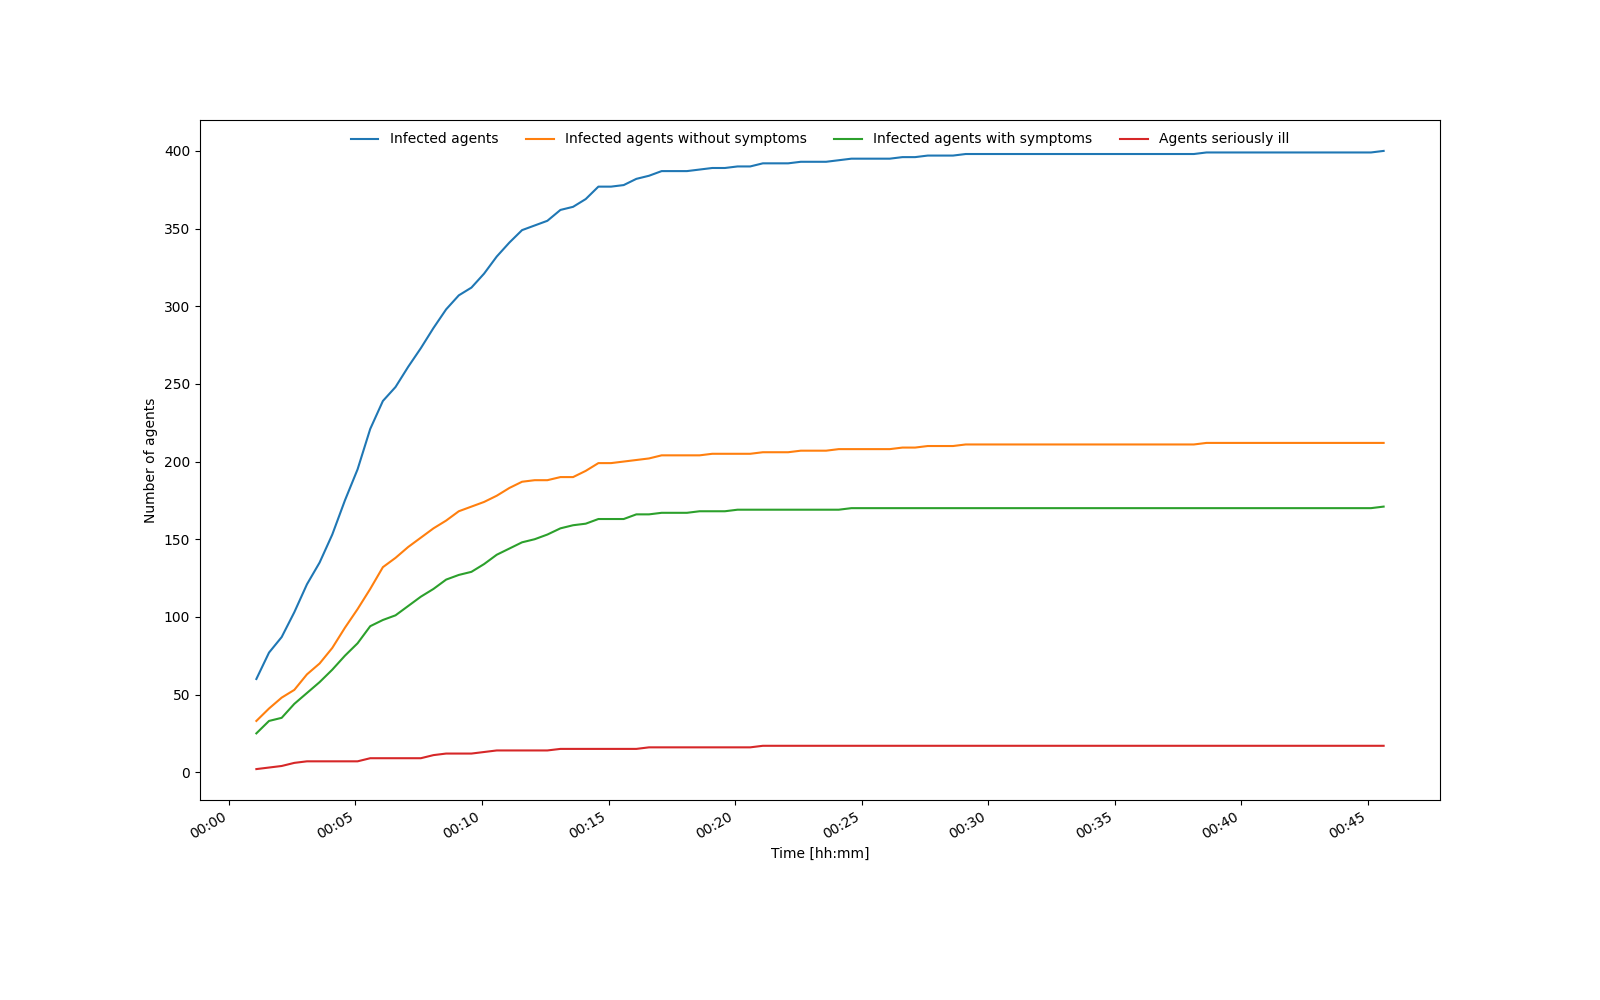 Infected agents Infected agents without symptoms Infected agents with symptoms Agents seriously ill
400
350
300
250
200
150
100
50
0
Number of agents
00:00 00:05 00:10 00:15 00:20 00:25 00:30 00:35 00:40 00:45
Time [hh:mm]